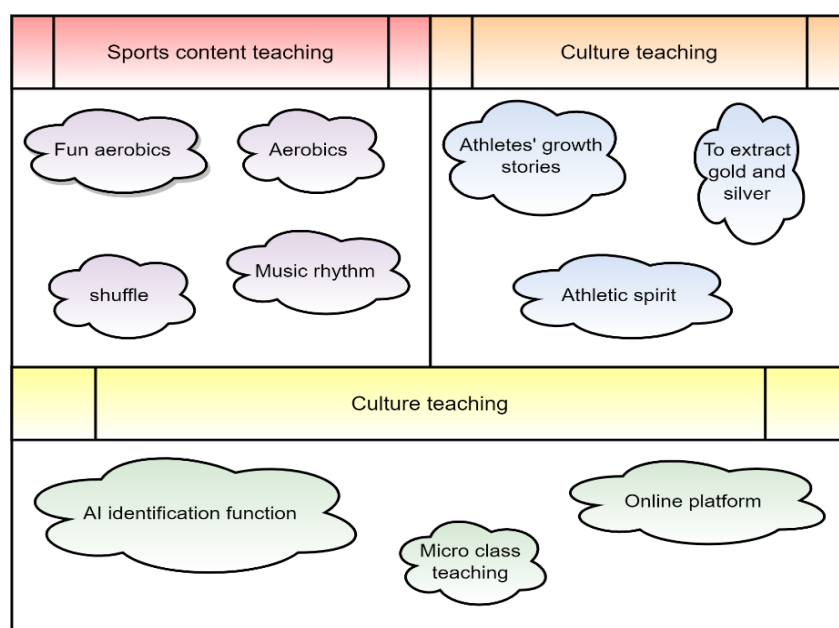 Sports content teaching
Culture teaching
Fun aerobics
Aerobics
Athletes' growth
stories
To extract
gold and
silver
shuffle
Music rhythm
Athletic spirit
Culture teaching
AI identification function
Micro class
teaching
Online platform